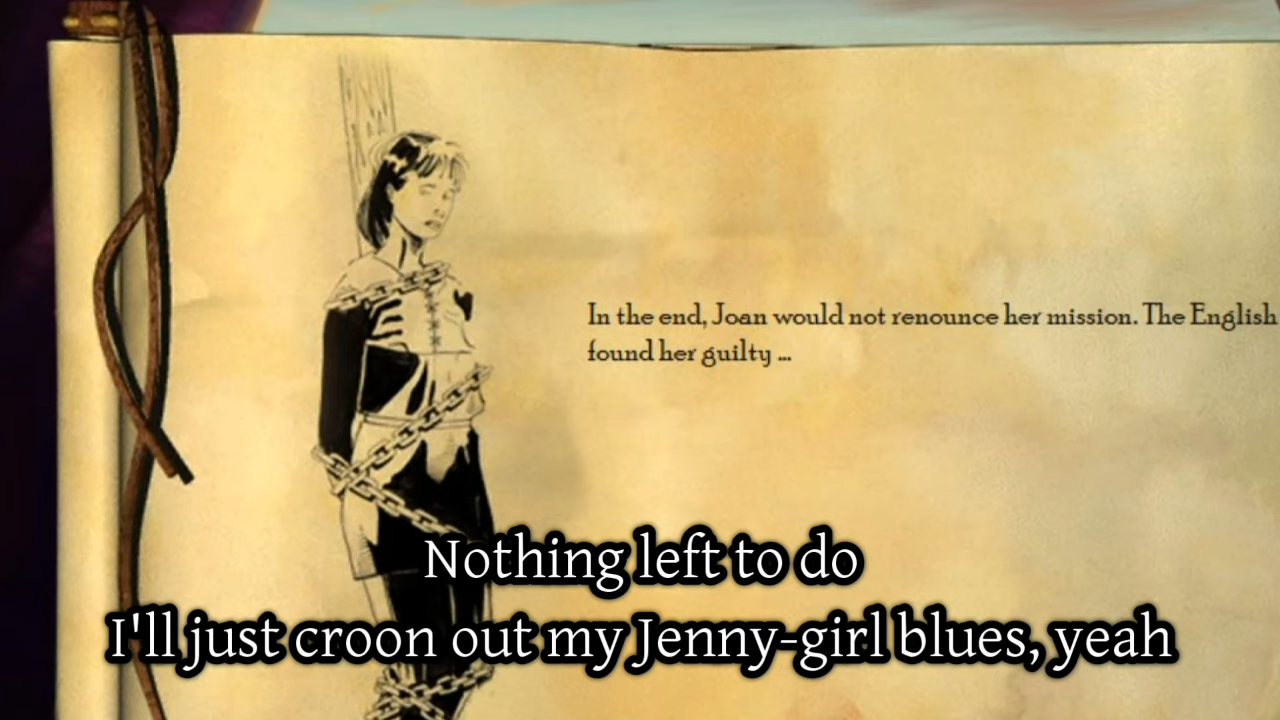 In the end, Joan would not renounce her mission. The English
found her guilty ...
Nothing left to do
I'll just croon out my Jenny-girl blues, yeah